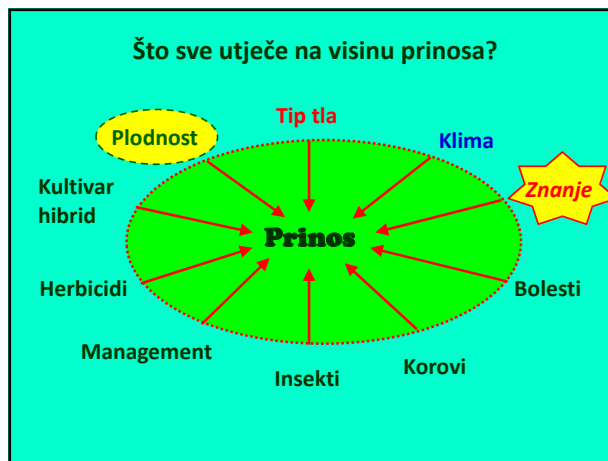 Što sve utječe na visinu prinosa?
Tip tla
Plodnost
Klima
Kultivar
hibrid
Znanje
Prinos
Herbicidi
Bolesti
Management
Insekti
Korovi